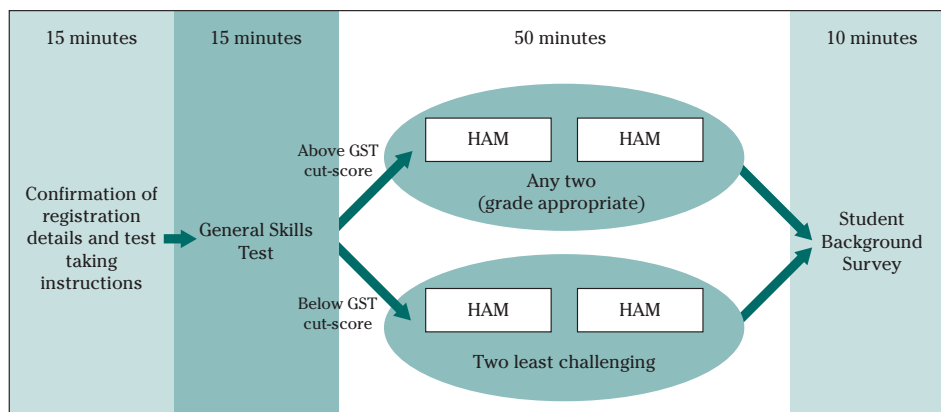 15 minutes
15 minutes
50 minutes
10 minutes
Confirmation of
registration
details and test
taking
instructions
General Skills
Test
Above GST
cut-score
HAM
HAM
Any two
(grade appropriate)
Below GST
cut-score
HAM
HAM
Two least challenging
Student
Background
Survey